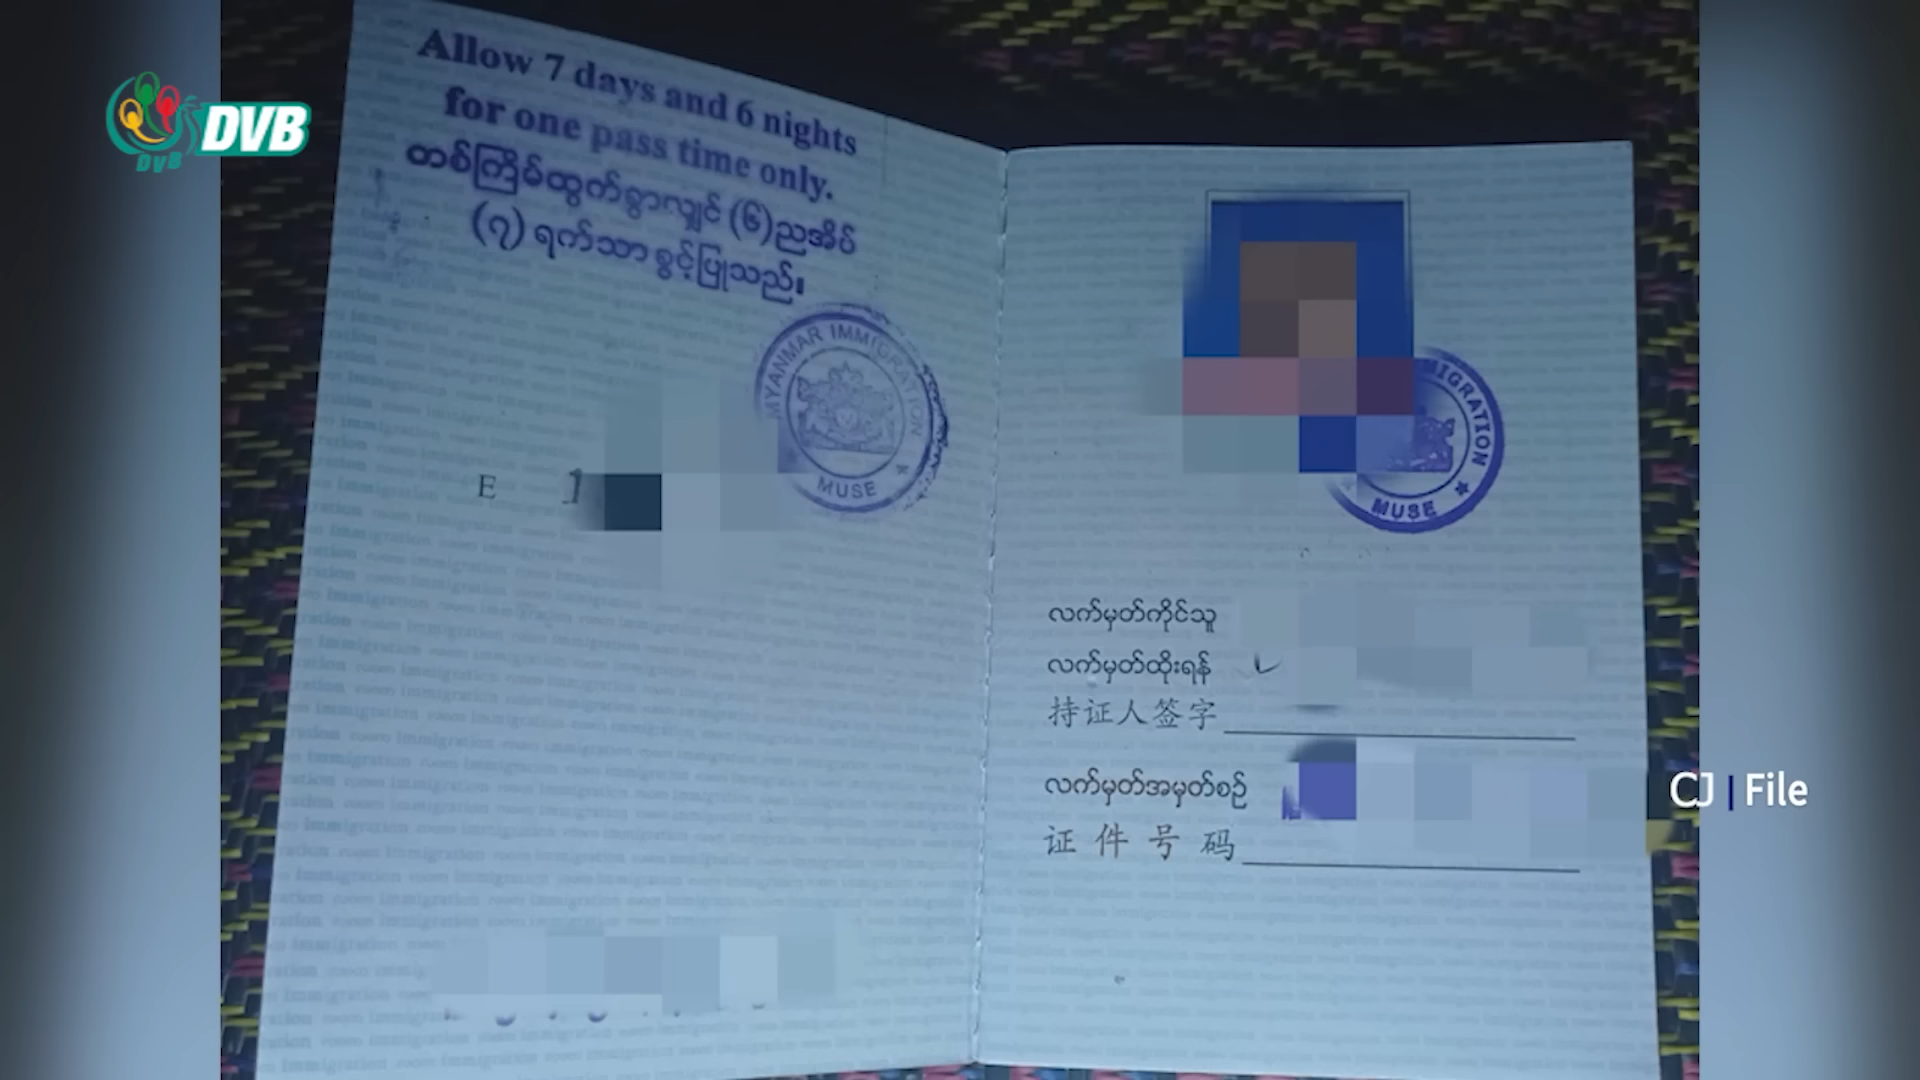 DVB
DVB
Allow 7 days and 6 nights
for one pass time only.
တစ်ကြိမ်ထွက်ခွာလျှင် (၆)ညအိပ်
(၇) ရက်သာ ခွင့်ပြုသည်။
MYANMAR IMMIGRATION
MUSE
E 1
MIGRATION
MUSE
လက်မှတ်ကိုင်သူ
လက်မှတ်ထိုးရန်
持证人签字
လက်မှတ်အမှတ်စဉ်
证件号码
CJ | File